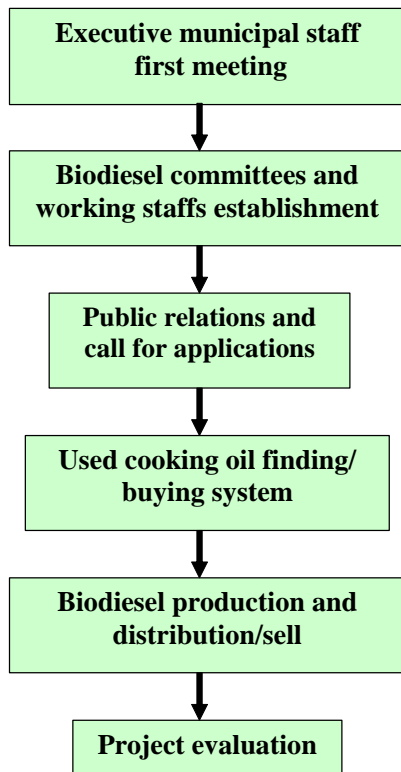 Executive municipal staff
first meeting
Biodiesel committees and
working staffs establishment
Public relations and
call for applications
Used cooking oil finding/
buying system
Biodiesel production and
distribution/sell
Project evaluation